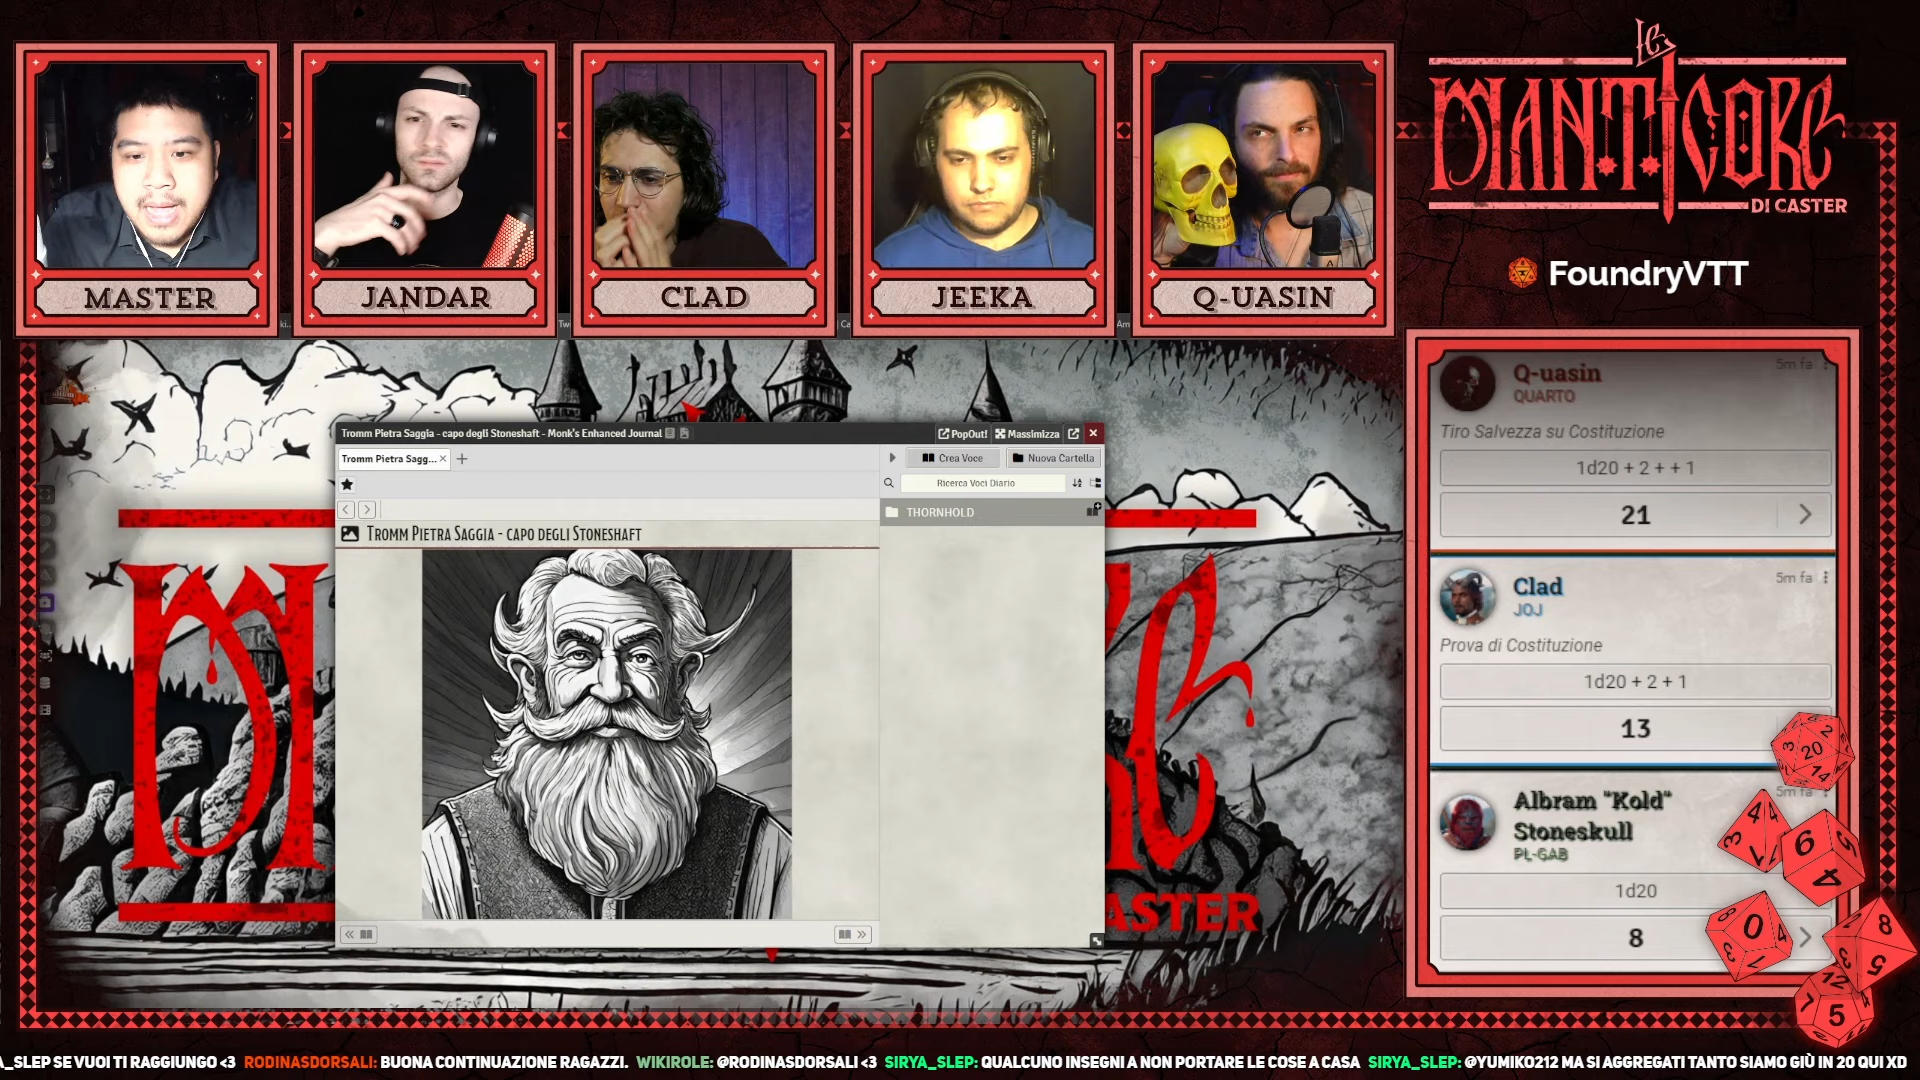 MASTER
JANDAR
CLAD
JEEKA
Q-UASIN
LE
MANTICORE
DI CASTER
FoundryVTT
Tromm Pietra Saggia - capo degli Stoneshaft - Monk's Enhanced Journal
PopOut!
Massimizza
Tromm Pietra Sagg...
Crea Voce
Nuova Cartella
Ricerca Voci Diario
THORNHOLD
TROMM PIETRA SAGGIA - CAPO DEGLI STONESHAFT
ASTER
Q-uasin
5m fa
QUARTO
Tiro Salvezza su Costituzione
1d20 + 2 + + 1
21
Clad
5m fa
JOJ
Prova di Costituzione
1d20 + 2 + 1
13
Albram "Kold"
Stoneskull
5m fa
PL-GAB
1d20
8
A_SLEP SE VUOI TI RAGGIUNGO <3 RODINASDORSALI: BUONA CONTINUAZIONE RAGAZZI. WIKIROLE: @RODINASDORSALI <3 SIRYA_SLEP: QUALCUNO INSEGNI A NON PORTARE LE COSE A CASA SIRYA_SLEP: @YUMIKO212 MA SI AGGREGATI TANTO SIAMO GIÙ IN 20 QUI XD